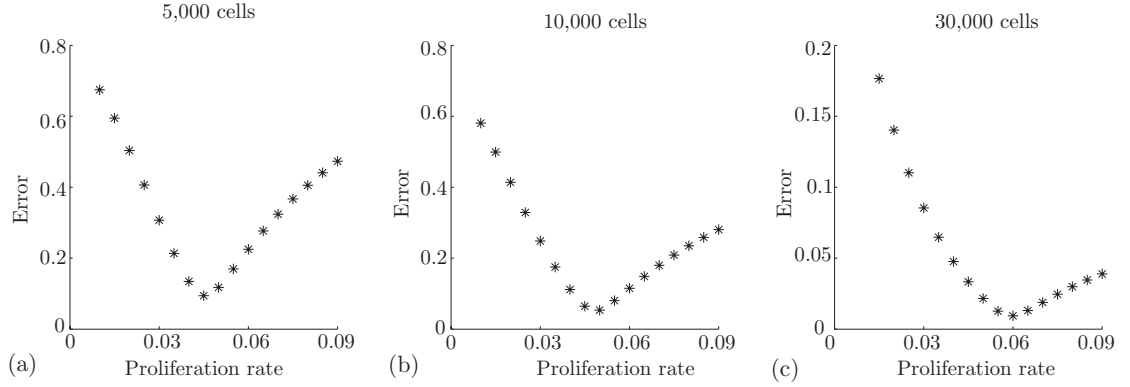 5,000 cells
0.8
0.6
0.4
0.2
0
Error
0
0.03
0.06
0.09
Proliferation rate
(a)
10,000 cells
0.8
0.6
0.4
0.2
0
Error
0
0.03
0.06
0.09
Proliferation rate
(b)
30,000 cells
0.2
0.15
0.1
0.05
0
Error
0
0.03
0.06
0.09
Proliferation rate
(c)